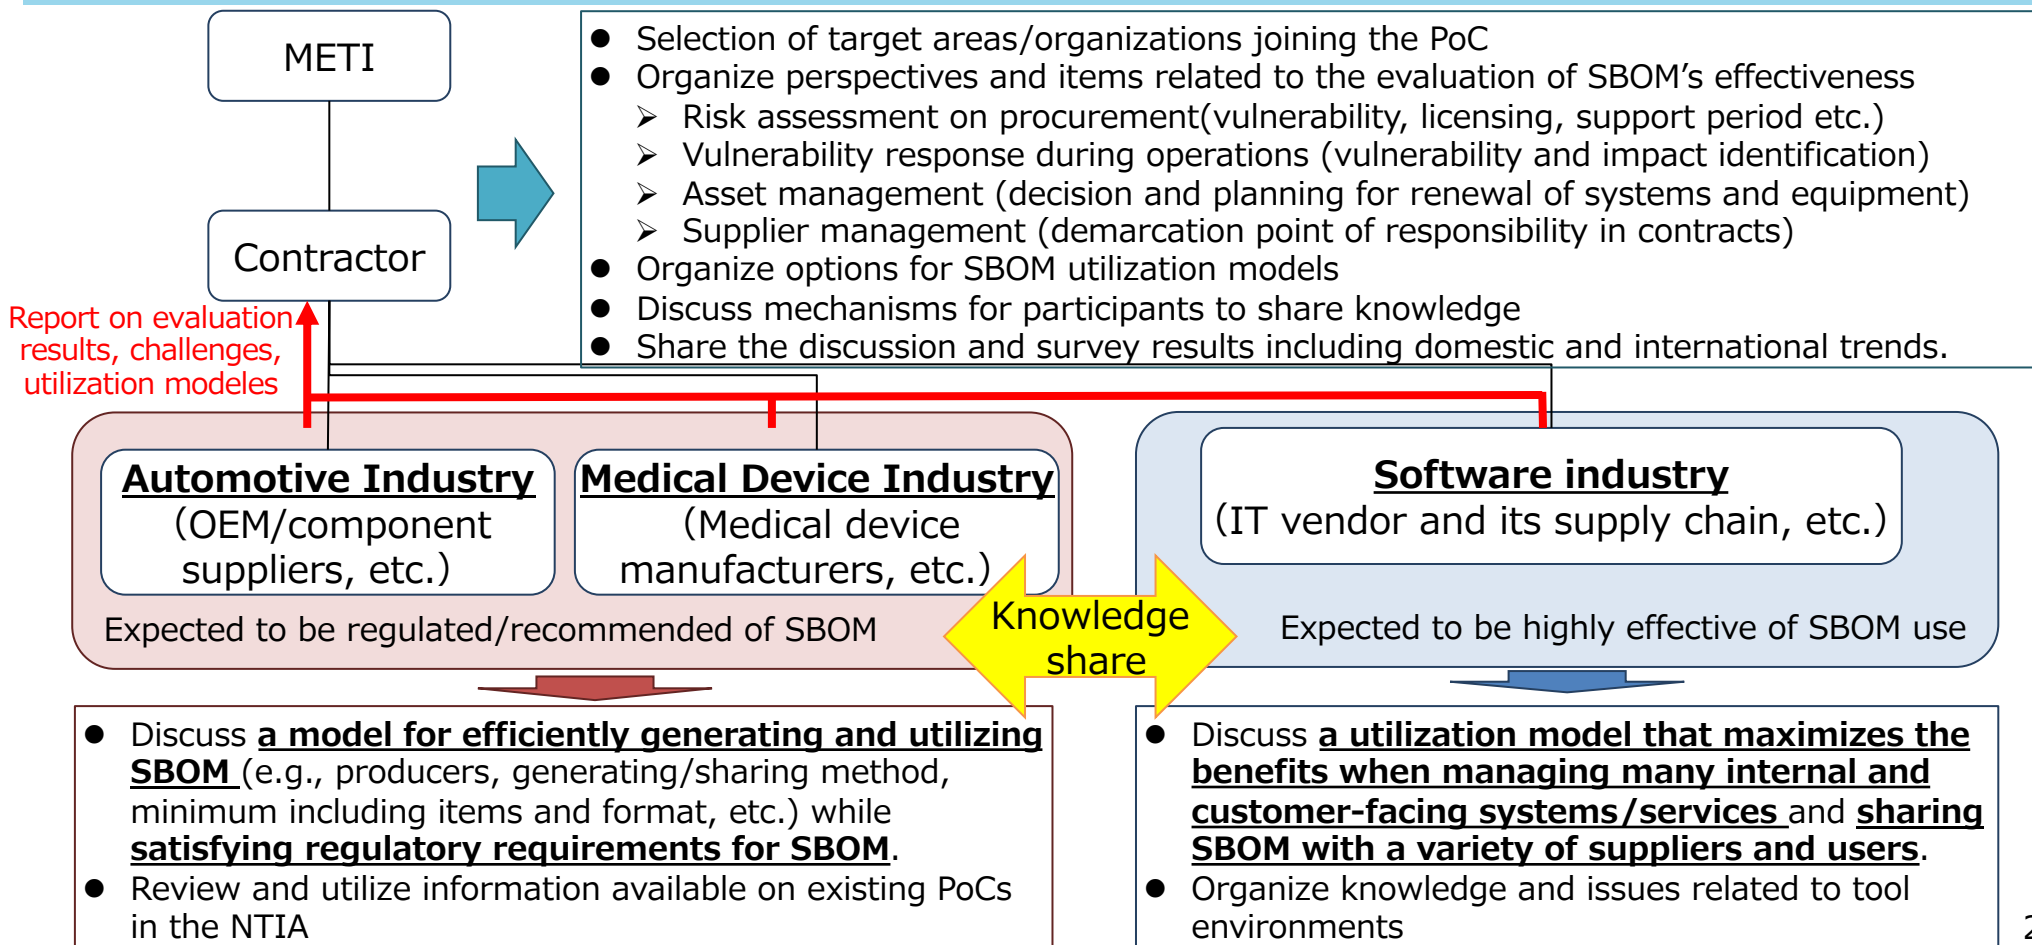 METI
Contractor
● Selection of target areas/organizations joining the PoC
● Organize perspectives and items related to the evaluation of SBOM’s effectiveness
➢ Risk assessment on procurement(vulnerability, licensing, support period etc.)
➢ Vulnerability response during operations (vulnerability and impact identification)
➢ Asset management (decision and planning for renewal of systems and equipment)
➢ Supplier management (demarcation point of responsibility in contracts)
● Organize options for SBOM utilization models
● Discuss mechanisms for participants to share knowledge
● Share the discussion and survey results including domestic and international trends.
Report on evaluation
results, challenges,
utilization modeles
Automotive Industry
(OEM/component
suppliers, etc.)
Medical Device Industry
(Medical device
manufacturers, etc.)
Expected to be regulated/recommended of SBOM
Knowledge
share
Software industry
(IT vendor and its supply chain, etc.)
Expected to be highly effective of SBOM use
● Discuss a model for efficiently generating and utilizing
SBOM (e.g., producers, generating/sharing method,
minimum including items and format, etc.) while
satisfying regulatory requirements for SBOM.
● Review and utilize information available on existing PoCs
in the NTIA
● Discuss a utilization model that maximizes the
benefits when managing many internal and
customer-facing systems/services and sharing
SBOM with a variety of suppliers and users.
● Organize knowledge and issues related to tool
environments